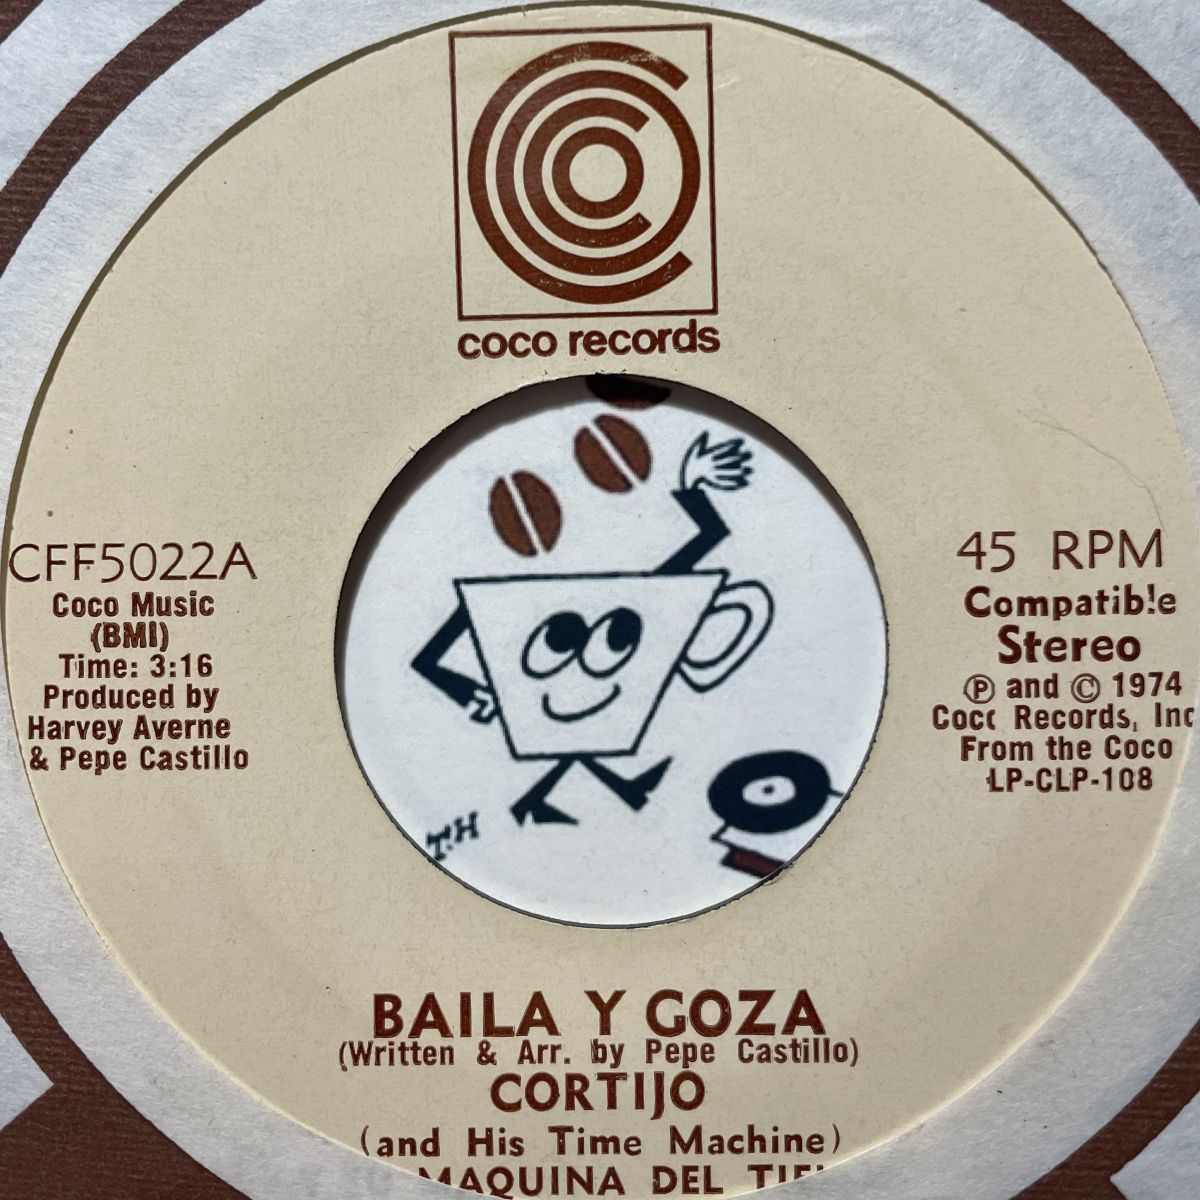 coco records
CFF5022A
Coco Music
(BMI)
Time: 3:16
Produced by
Harvey Averne
& Pepe Castillo
45 RPM
Compatible
Stereo
Ⓟ and © 1974
Coco Records, Inc
From the Coco
LP-CLP-108
T.H
BAILA Y GOZA
(Written & Arr. by Pepe Castillo)
CORTIJO
(and His Time Machine)
MAQUINA DEL